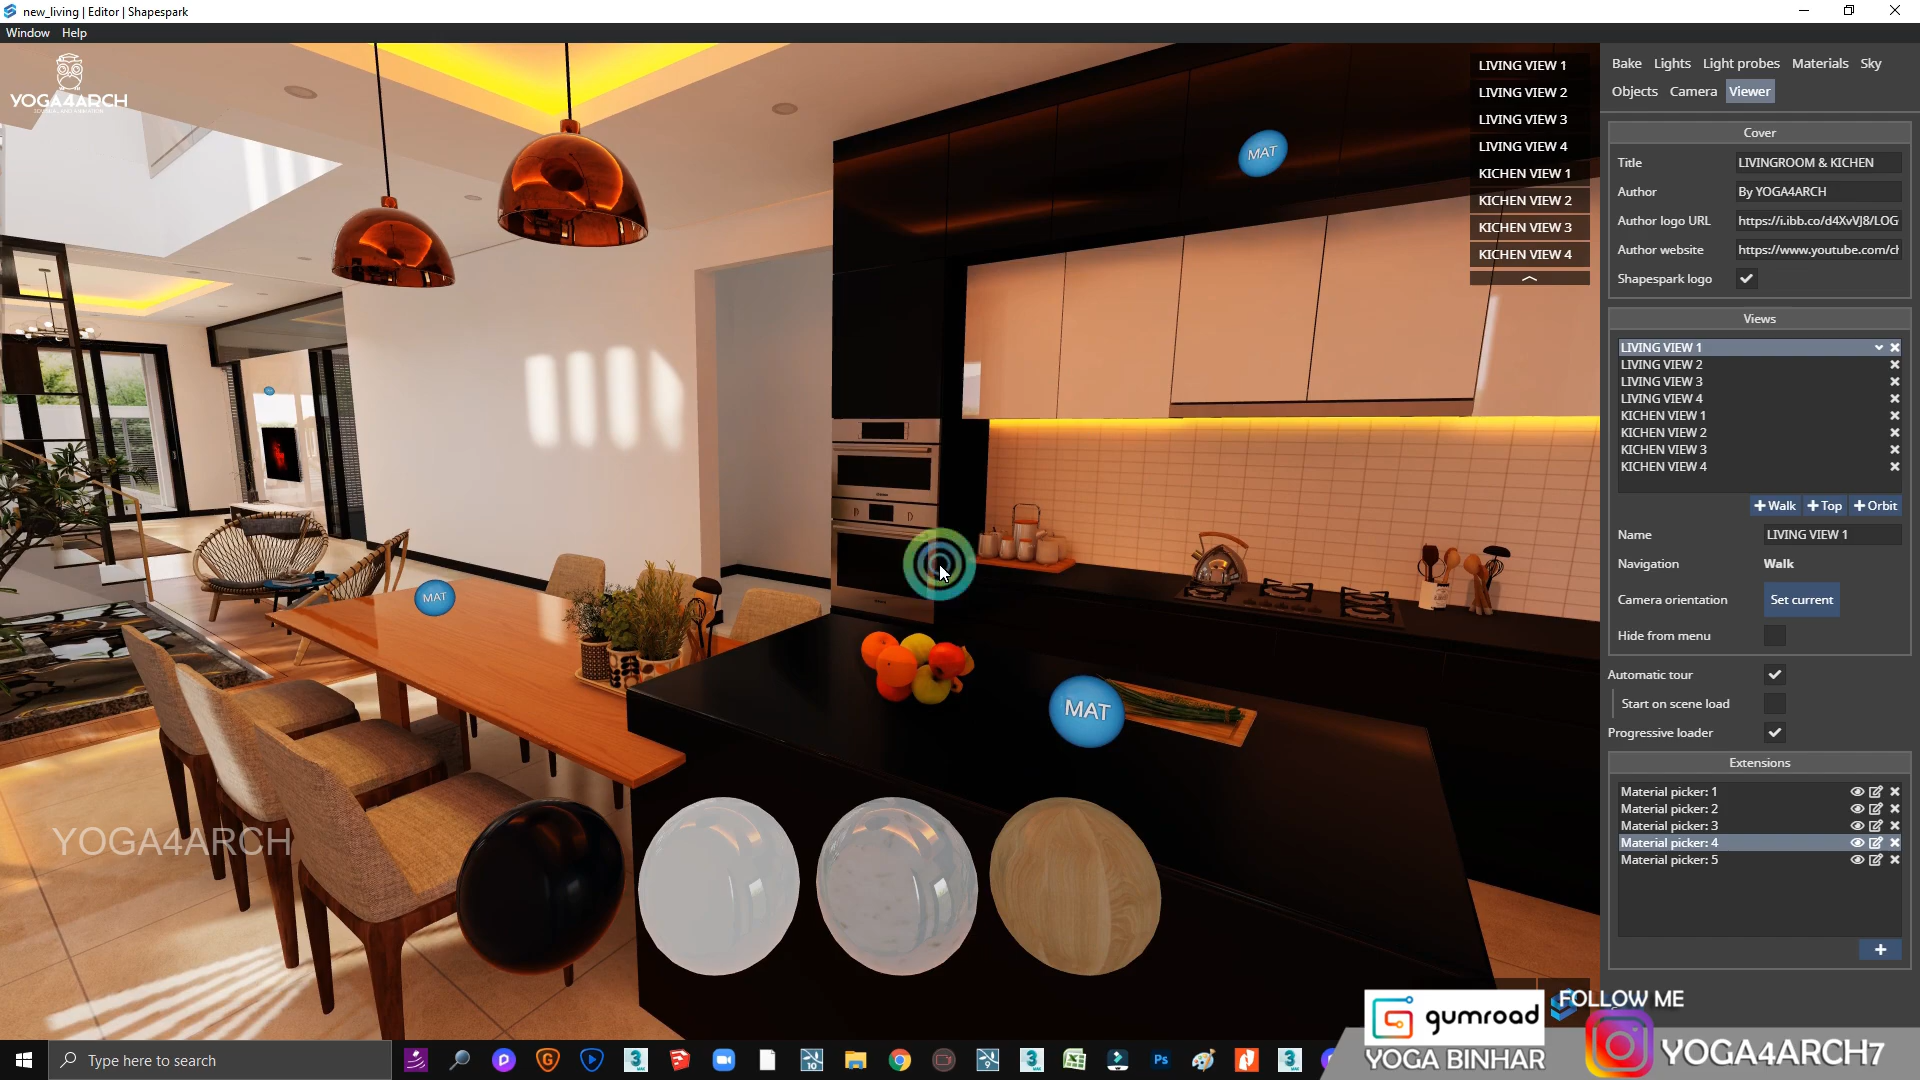 new_living | Editor | Shapespark
Window Help
YOGA4ARCH
LIVING VIEW 1
LIVING VIEW 2
LIVING VIEW 3
LIVING VIEW 4
KICHEN VIEW 1
KICHEN VIEW 2
KICHEN VIEW 3
KICHEN VIEW 4
MAT
MAT
MAT
YOGA4ARCH
Bake Lights Light probes Materials Sky
Objects Camera Viewer
Cover
Title LIVINGROOM & KICHEN
Author By YOGA4ARCH
Author logo URL https://i.ibb.co/d4XvVJ8/LOG
Author website https://www.youtube.com/cl
Shapespark logo
Views
LIVING VIEW 1
LIVING VIEW 2
LIVING VIEW 3
LIVING VIEW 4
KICHEN VIEW 1
KICHEN VIEW 2
KICHEN VIEW 3
KICHEN VIEW 4
+ Walk + Top + Orbit
Name LIVING VIEW 1
Navigation Walk
Camera orientation Set current
Hide from menu
Automatic tour
Start on scene load
Progressive loader
Extensions
Material picker: 1
Material picker: 2
Material picker: 3
Material picker: 4
Material picker: 5
+
gumroad
YOGA BINHAR
FOLLOW ME
YOGA4ARCH7
Type here to search